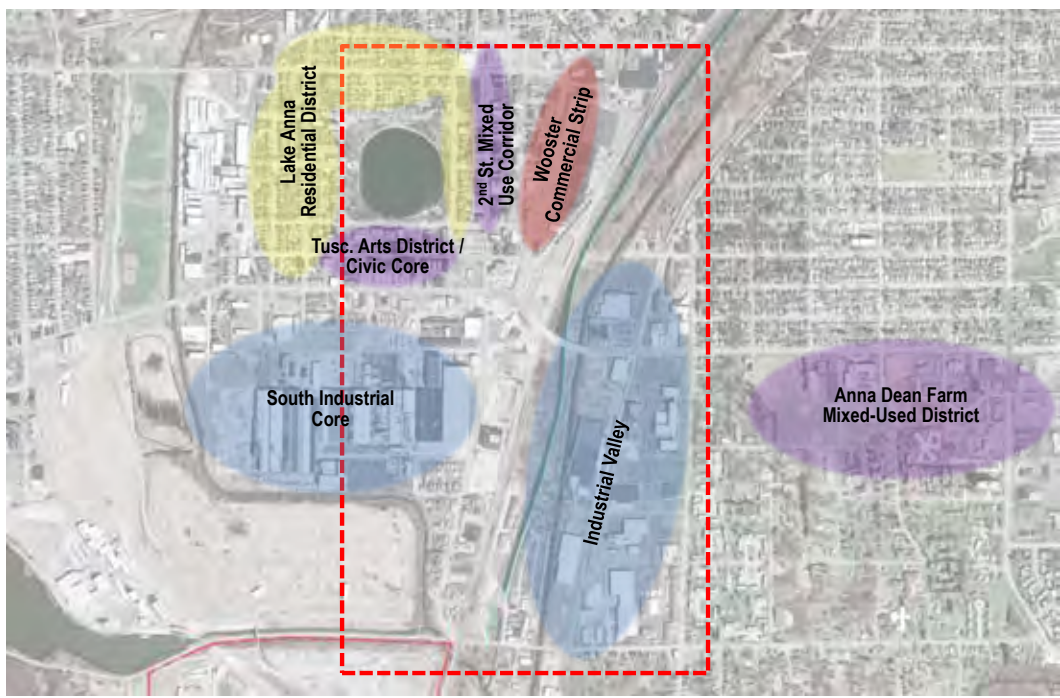 Lake Anna
Residential District
2nd St. Mixed
Use Corridor
Wooster
Commercial Strip
Tusc. Arts District /
Civic Core
South Industrial
Core
Industrial Valley
Anna Dean Farm
Mixed-Used District